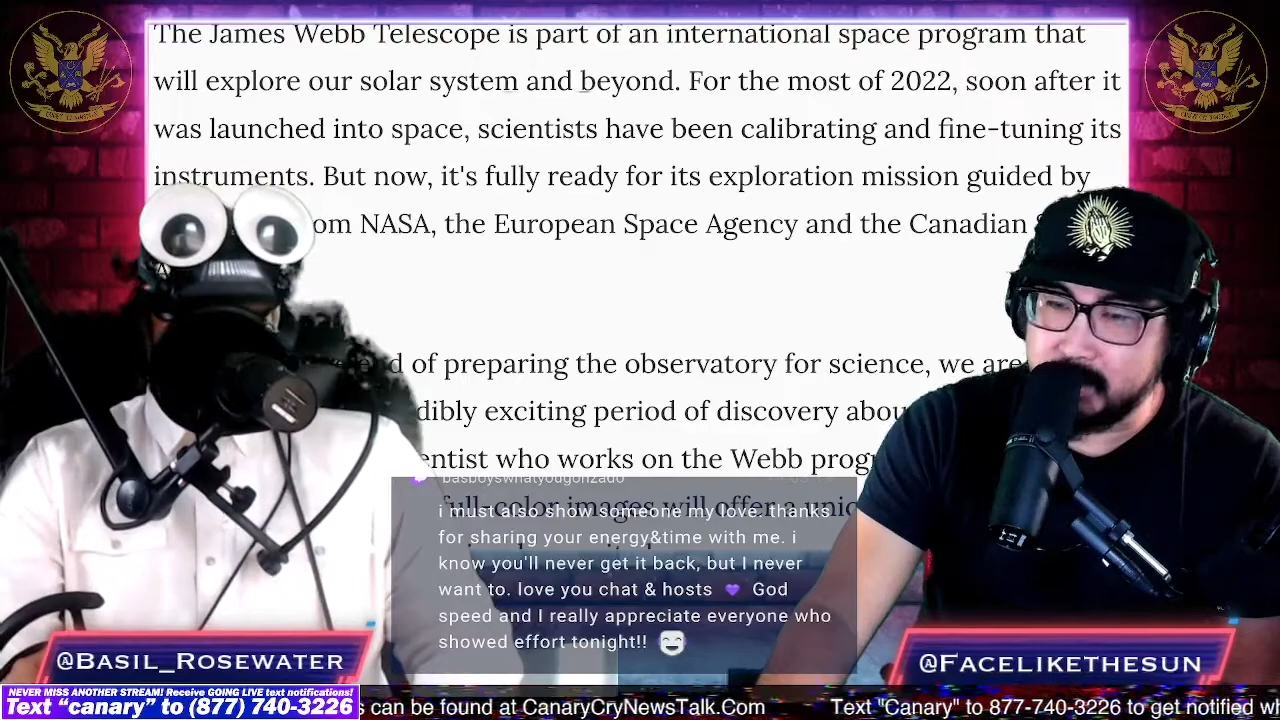 The James Webb Telescope is part of an international space program that
will explore our solar system and beyond. For the most of 2022, soon after it
was launched into space, scientists have been calibrating and fine-tuning its
instruments. But now, it's fully ready for its exploration mission guided by
om NASA, the European Space Agency and the Canadian
d of preparing the observatory for science, we are
dibly exciting period of discovery abou
entist who works on the Webb prog
full-color images will offer a unic
basboyswhatyougonzado
i must also show someone my love. thanks
for sharing your energy&time with me. i
know you'll never get it back, but I never
want to. love you chat & hosts 💜 God
speed and I really appreciate everyone who
showed effort tonight!! 😄
@BASIL_ROSEWATER
@FACELIKETHESUN
NEVER MISS ANOTHER STREAM! Receive GOING LIVE text notifications!
Text "canary" to (877) 740-3226
s can be found at CanaryCryNewsTalk.Com Text "Canary" to 877-740-3226 to get notified wh